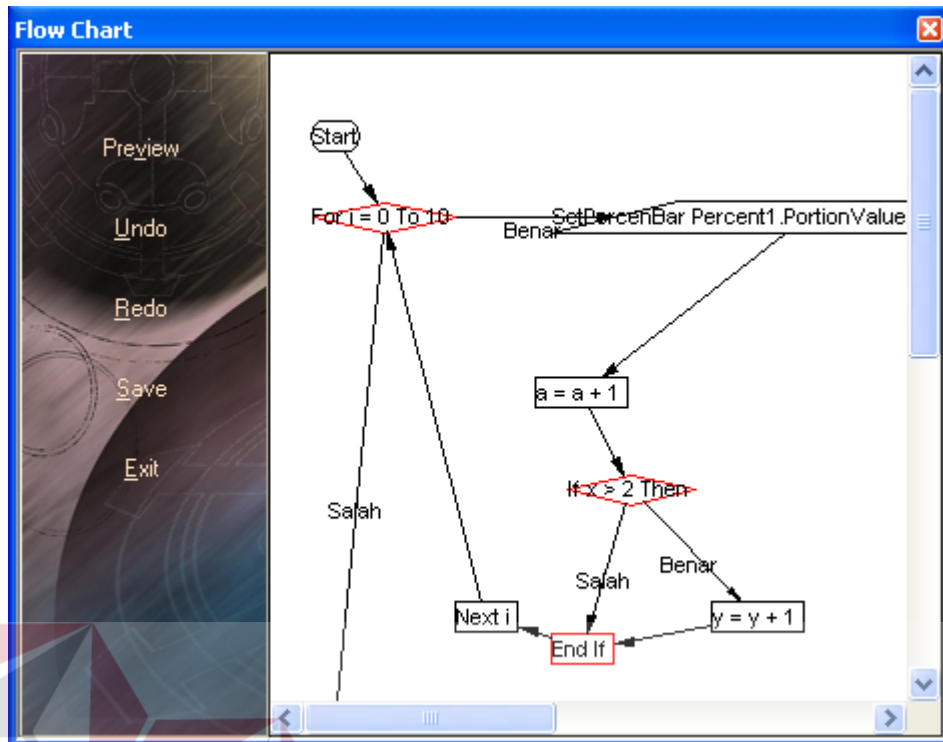 Flow Chart
Preview
Undo
Redo
Save
Exit
Start
For i = 0 To 10
Benar
SetPercenBar Percent1.PortionValue
a = a + 1
If x > 2 Then
Salah
Benar
Salah
Next i
y = y + 1
End If